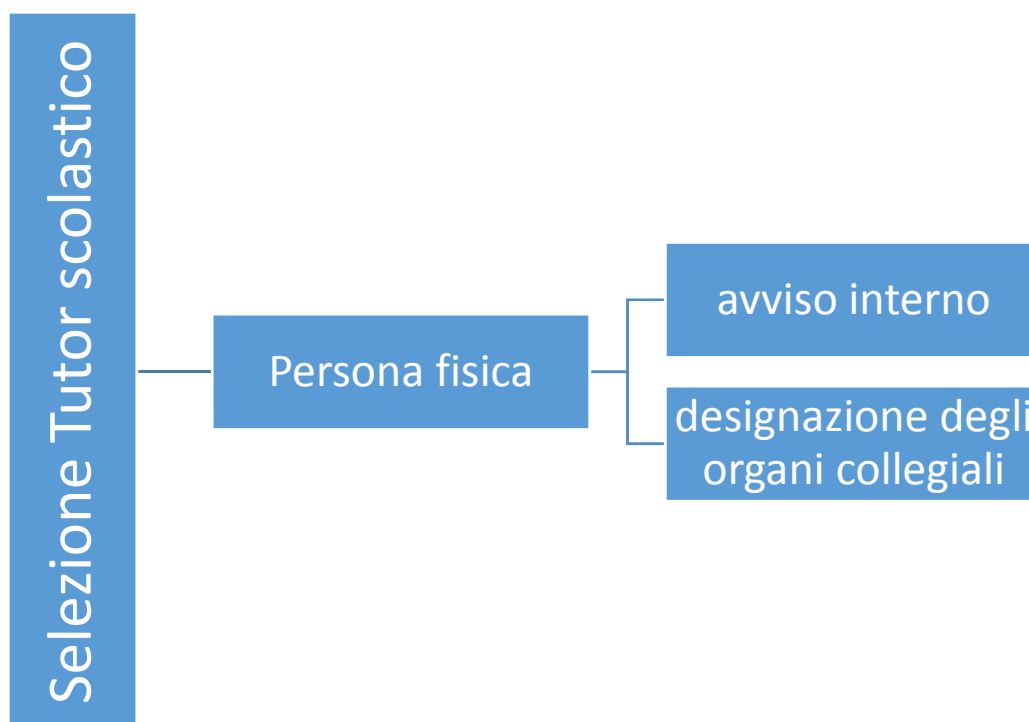 Selezione Tutor scolastico
Persona fisica
avviso interno
designazione degli
organi collegiali